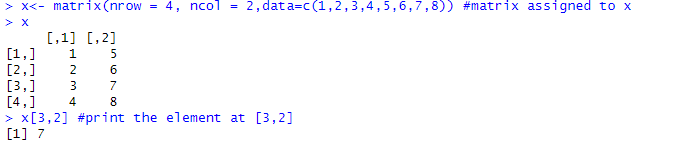 > x<- matrix(nrow = 4, ncol = 2,data=c(1,2,3,4,5,6,7,8)) #matrix assigned to x
> x
     [,1] [,2]
[1,]    1    5
[2,]    2    6
[3,]    3    7
[4,]    4    8
> x[3,2] #print the element at [3,2]
[1] 7